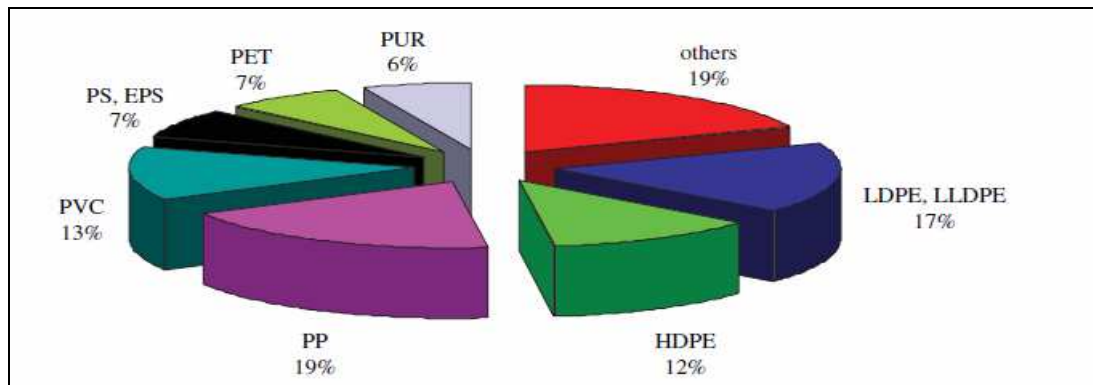 PUR
6%
others
19%
PET
7%
PS, EPS
7%
LDPE, LLDPE
17%
PVC
13%
PP
19%
HDPE
12%